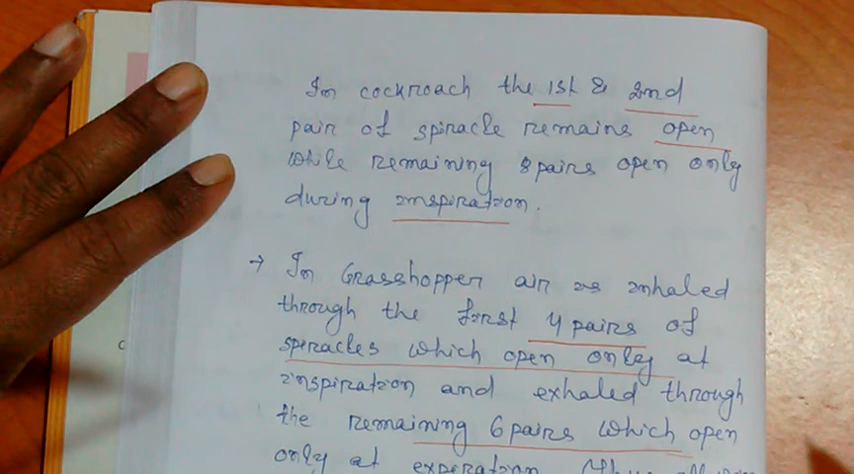 In cockroach the 1st & 2nd
pair of spiracle remains open
while remaining 8 pairs open only
during inspiration.
→ In Grasshopper air is inhaled
through the first 4 pairs of
spiracles which open only at
inspiration and exhaled through
the remaining 6 pairs which open
only at expiration